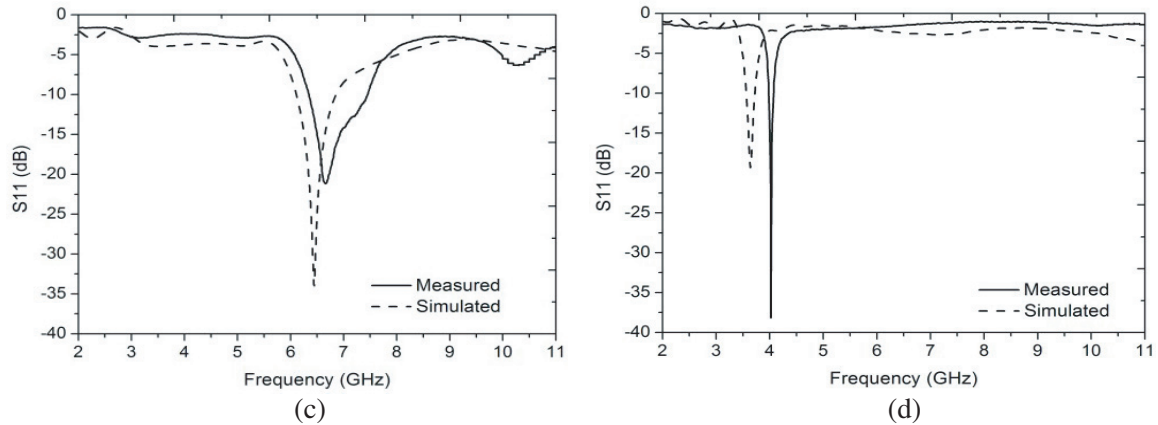 0
-5
-10
-15
-20
-25
-30
-35
-40
S11 (dB)
Measured
Simulated
2 3 4 5 6 7 8 9 10 11
Frequency (GHz)
(c)
0
-5
-10
-15
-20
-25
-30
-35
-40
S11 (dB)
Measured
Simulated
2 3 4 5 6 7 8 9 10 11
Frequency (GHz)
(d)